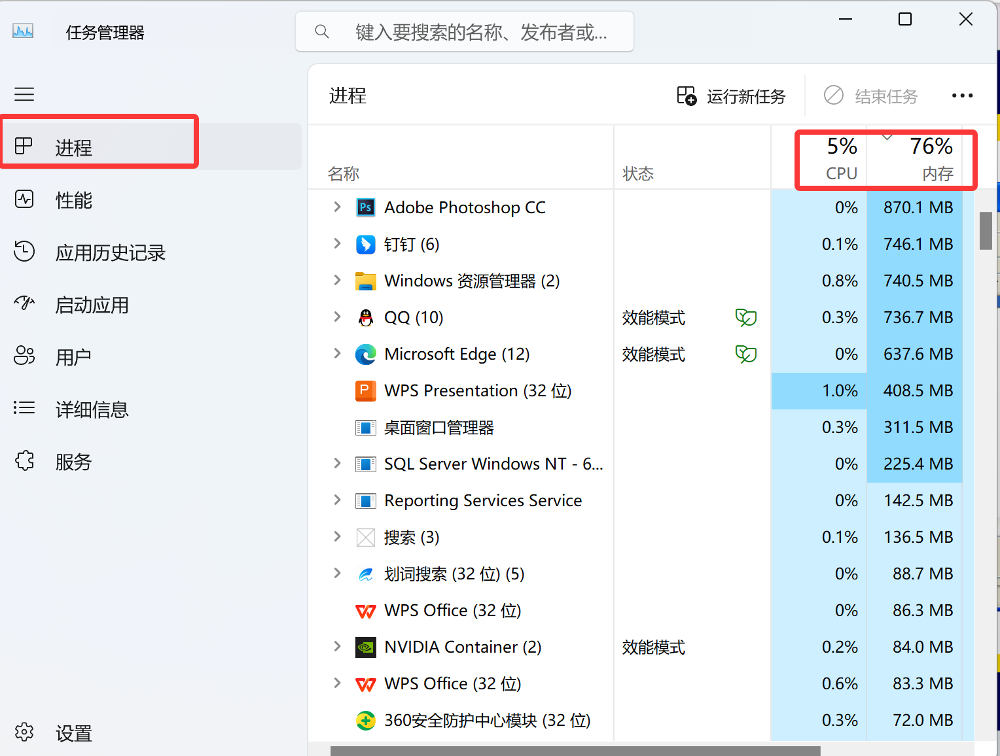 任务管理器
键入要搜索的名称、发布者或...
进程
运行新任务
结束任务
进程
性能
应用历史记录
启动应用
用户
详细信息
服务
设置
5% 76%
名称 状态 CPU 内存
Adobe Photoshop CC 0% 870.1 MB
钉钉 (6) 0.1% 746.1 MB
Windows 资源管理器 (2) 0.8% 740.5 MB
QQ (10) 效能模式 0.3% 736.7 MB
Microsoft Edge (12) 效能模式 0% 637.6 MB
WPS Presentation (32 位) 1.0% 408.5 MB
桌面窗口管理器 0.3% 311.5 MB
SQL Server Windows NT - 6... 0% 225.4 MB
Reporting Services Service 0% 142.5 MB
搜索 (3) 0.1% 136.5 MB
划词搜索 (32 位) (5) 0% 88.7 MB
WPS Office (32 位) 0% 86.3 MB
NVIDIA Container (2) 效能模式 0.2% 84.0 MB
WPS Office (32 位) 0.6% 83.3 MB
360安全防护中心模块 (32 位) 0.3% 72.0 MB